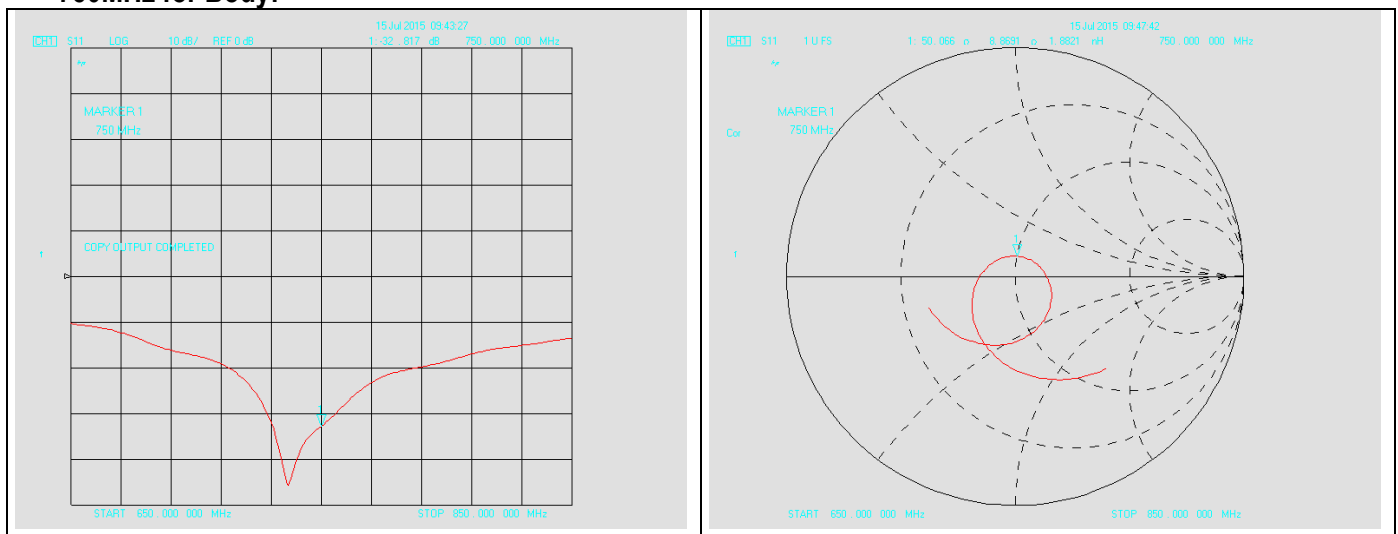 750MHz for Body:
15 Jul 2015 09:43:27
CH1 S11 LOG 10 dB/ REF 0 dB 1:-32 . 817 dB 750.000 000 MHz
MARKER 1
750 MHz
COPY OUTPUT COMPLETED
START 650 .000 000 MHz STOP 850 .000 000 MHz
15 Jul 2015 09:47:42
CH1 S11 1 U FS 1: 50. 066 Ω 8.8691 Ω 1.8821 nH 750 .000 000 MHz
MARKER 1
750 MHz
Cor
START 650 .000 000 MHz STOP 850 .000 000 MHz